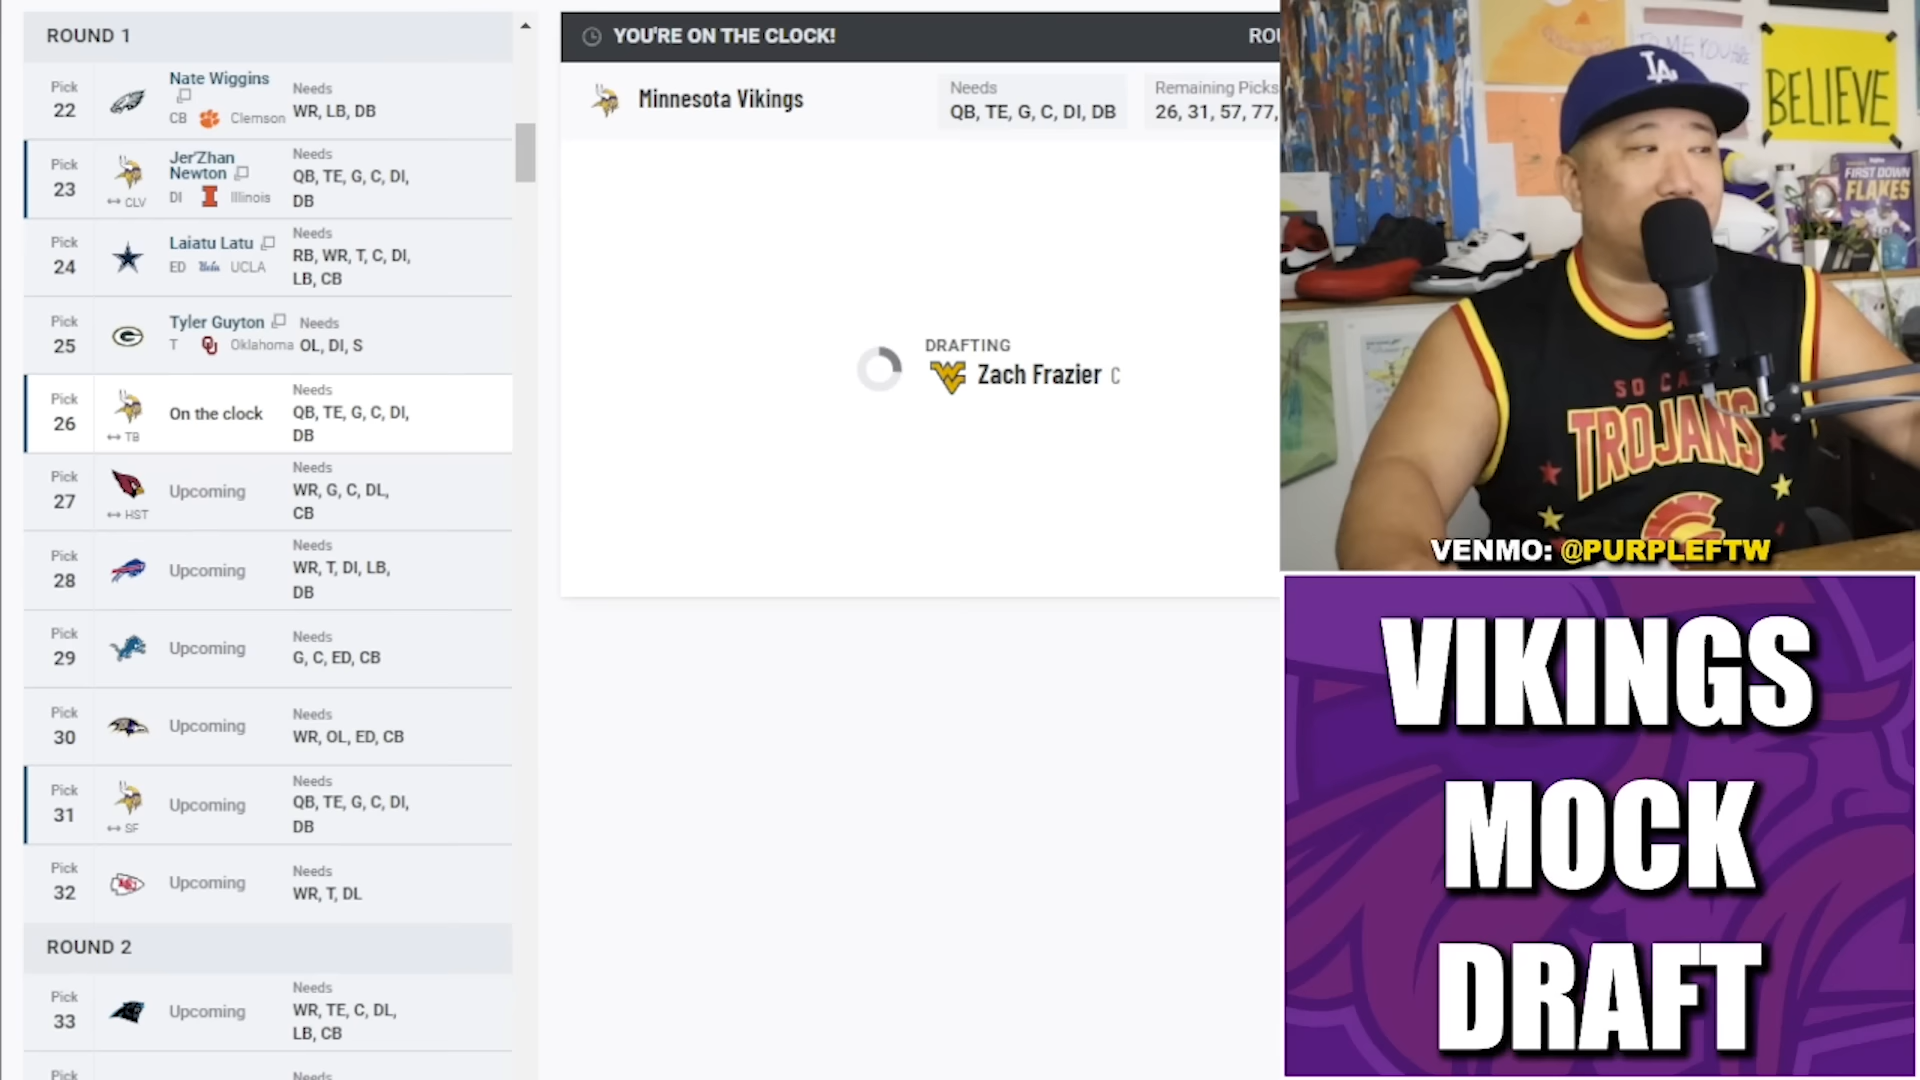 ROUND 1
Pick
22
Nate Wiggins
CB Clemson
Needs
WR, LB, DB
Pick
23
↔ CLV
Jer'Zhan
Newton
DI Illinois
Needs
QB, TE, G, C, DI,
DB
Pick
24
Laiatu Latu
ED UCLA
Needs
RB, WR, T, C, DI,
LB, CB
Pick
25
Tyler Guyton
T Oklahoma
Needs
OL, DI, S
Pick
26
↔ TB
On the clock
Needs
QB, TE, G, C, DI,
DB
Pick
27
↔ HST
Upcoming
Needs
WR, G, C, DL,
CB
Pick
28
Upcoming
Needs
WR, T, DI, LB,
DB
Pick
29
Upcoming
Needs
G, C, ED, CB
Pick
30
Upcoming
Needs
WR, OL, ED, CB
Pick
31
↔ SF
Upcoming
Needs
QB, TE, G, C, DI,
DB
Pick
32
Upcoming
Needs
WR, T, DL
ROUND 2
Pick
33
Upcoming
Needs
WR, TE, C, DL,
LB, CB
Pick
Needs
YOU'RE ON THE CLOCK!
ROU
Minnesota Vikings
Needs
QB, TE, G, C, DI, DB
Remaining Picks
26, 31, 57, 77,
DRAFTING
Zach Frazier C
LA
BELIEVE
FIRST DOWN
FLAKES
SO CA
TROJANS
VENMO: @PURPLEFTW
VIKINGS
MOCK
DRAFT